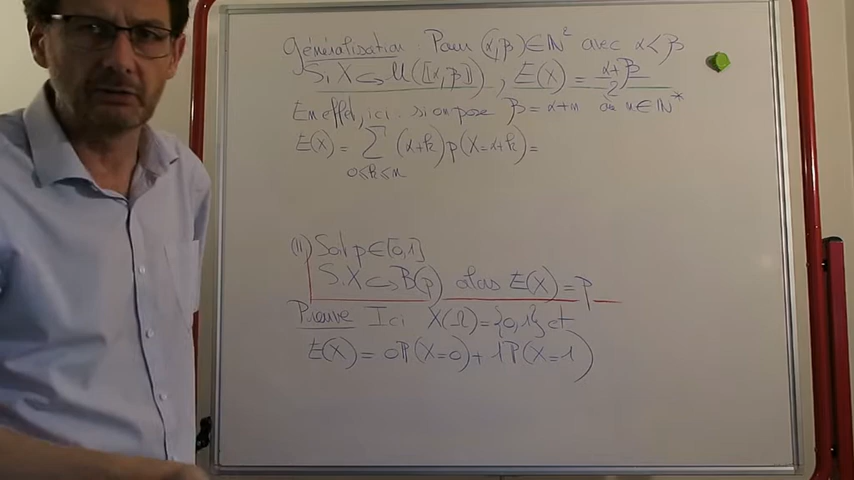 généralisation : Pour (α,β) ∈ ℕ² avec α < β
Si X ↪ U([[α,β]]) , E(X) = (α+β)/2
En effet, ici : si on pose β = α+n où n ∈ ℕ*
E(X) = ∑ 0≤k≤n (α+k) p(X=α+k) =
(II) Soit p ∈ [0,1]
Si X ↪ B(p) alors E(X) = p
Preuve Ici X(Ω) = {0,1} et
E(X) = 0P(X=0) + 1P(X=1)